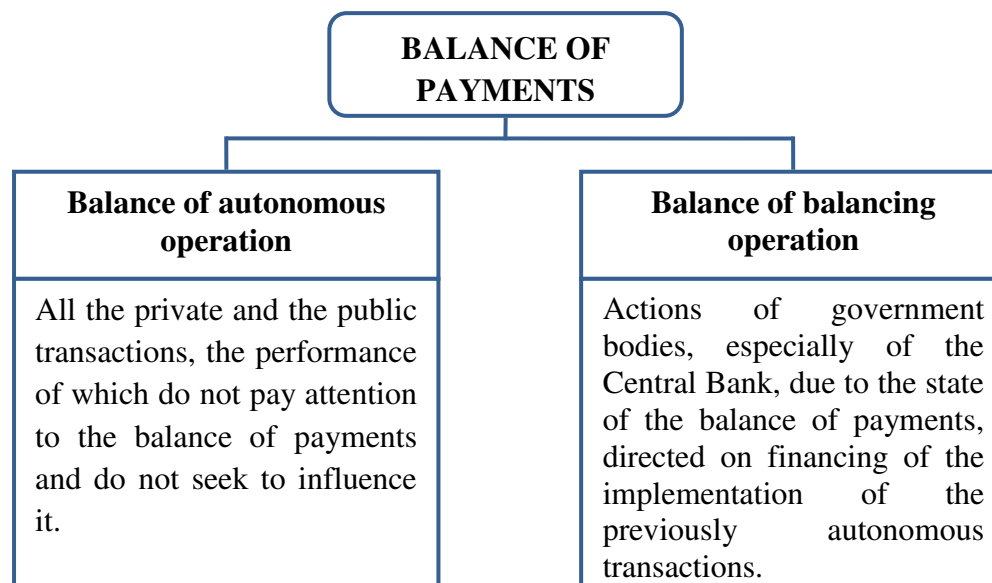 BALANCE OF
PAYMENTS
Balance of autonomous
operation
All the private and the public
transactions, the performance
of which do not pay attention
to the balance of payments
and do not seek to influence
it.
Balance of balancing
operation
Actions of government
bodies, especially of the
Central Bank, due to the state
of the balance of payments,
directed on financing of the
implementation of the
previously autonomous
transactions.